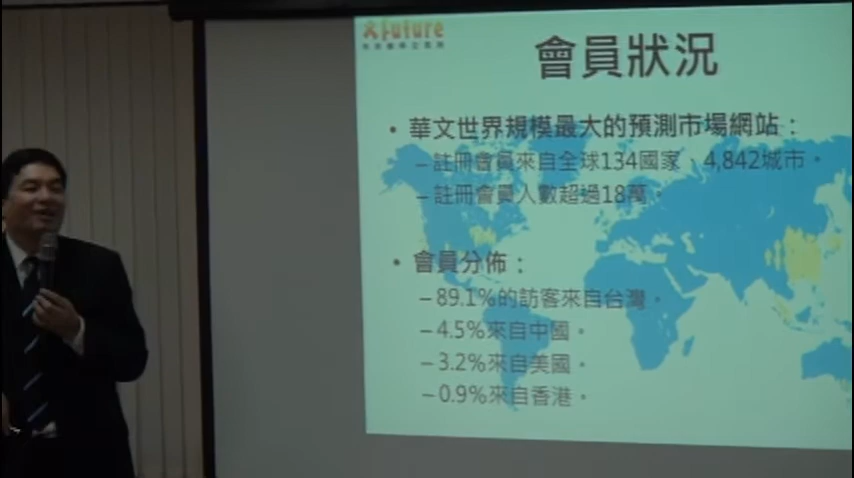 xFuture
會員狀況
• 華文世界規模最大的預測市場網站：
–註冊會員來自全球134國家、4,842城市。
–註冊會員人數超過18萬。
• 會員分佈：
–89.1%的訪客來自台灣。
–4.5%來自中國。
–3.2%來自美國。
–0.9%來自香港。